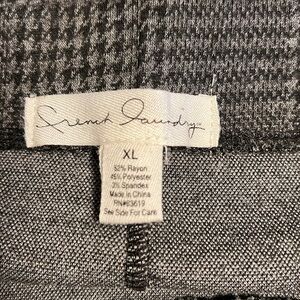 French Laundry
XL
52% Rayon
45% Polyester
3% Spandex
Made in China
RN#63619
See Side For Care